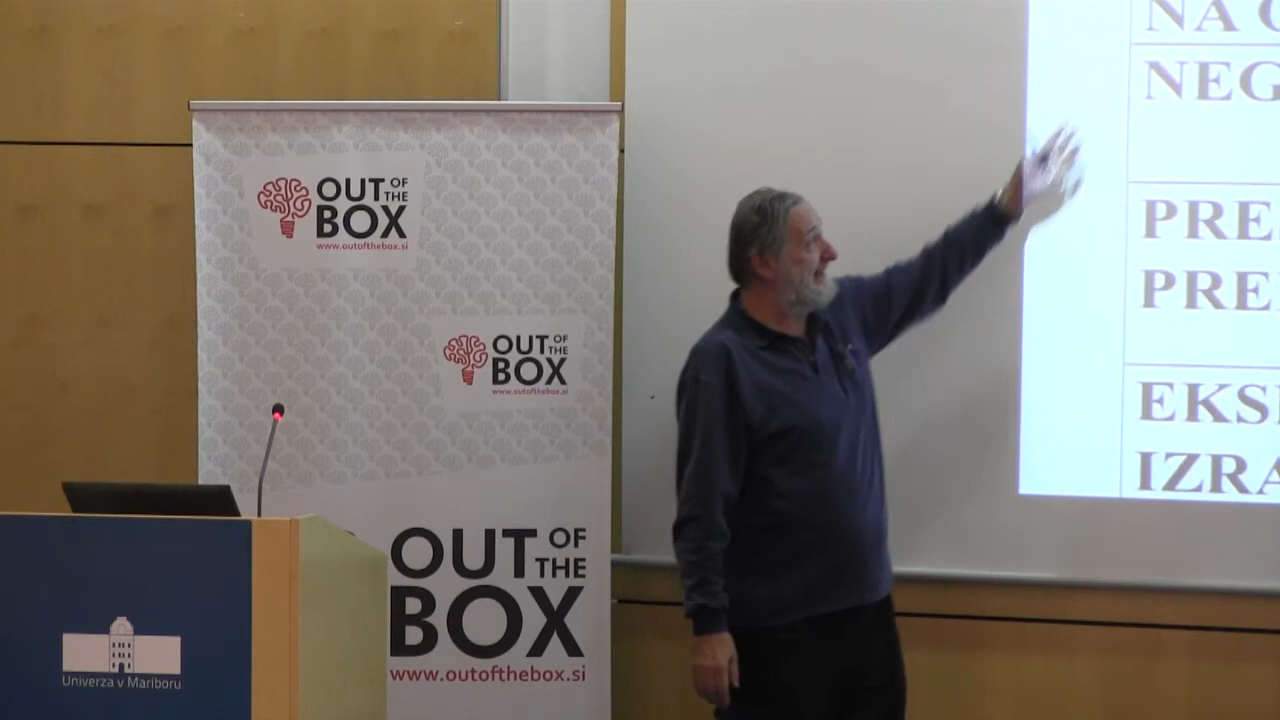 OUT OF THE BOX
www.outofthebox.si
OUT OF THE BOX
www.outofthebox.si
OUT OF THE BOX
www.outofthebox.si
Univerza v Mariboru
NA
NEG
PRE
PRE
EKS
IZRA